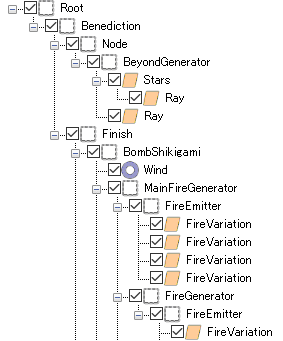 Root
Benediction
Node
BeyondGenerator
Stars
Ray
Ray
Finish
BombShikigami
Wind
MainFireGenerator
FireEmitter
FireVariation
FireVariation
FireVariation
FireVariation
FireGenerator
FireEmitter
FireVariation